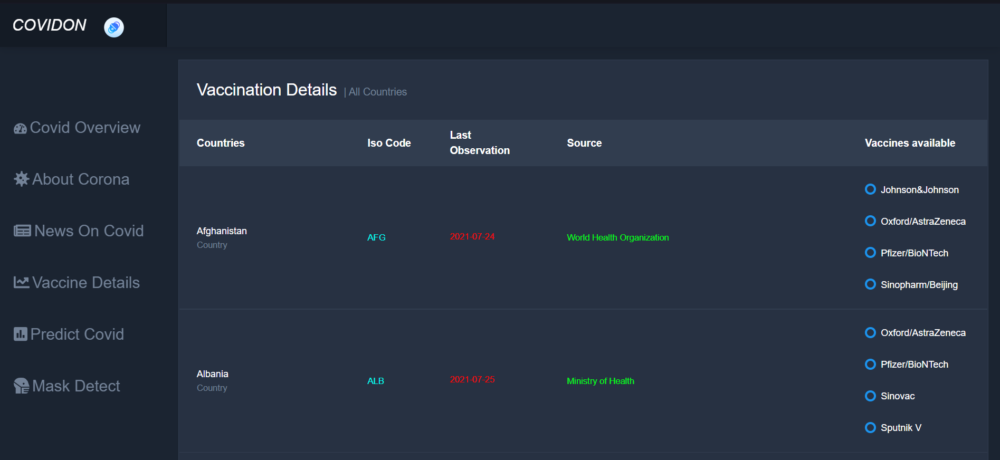 COVIDON
Covid Overview
About Corona
News On Covid
Vaccine Details
Predict Covid
Mask Detect
Vaccination Details | All Countries
Countries Iso Code Last Observation Source Vaccines available
Afghanistan
Country
AFG
2021-07-24
World Health Organization
Johnson&Johnson
Oxford/AstraZeneca
Pfizer/BioNTech
Sinopharm/Beijing
Albania
Country
ALB
2021-07-25
Ministry of Health
Oxford/AstraZeneca
Pfizer/BioNTech
Sinovac
Sputnik V